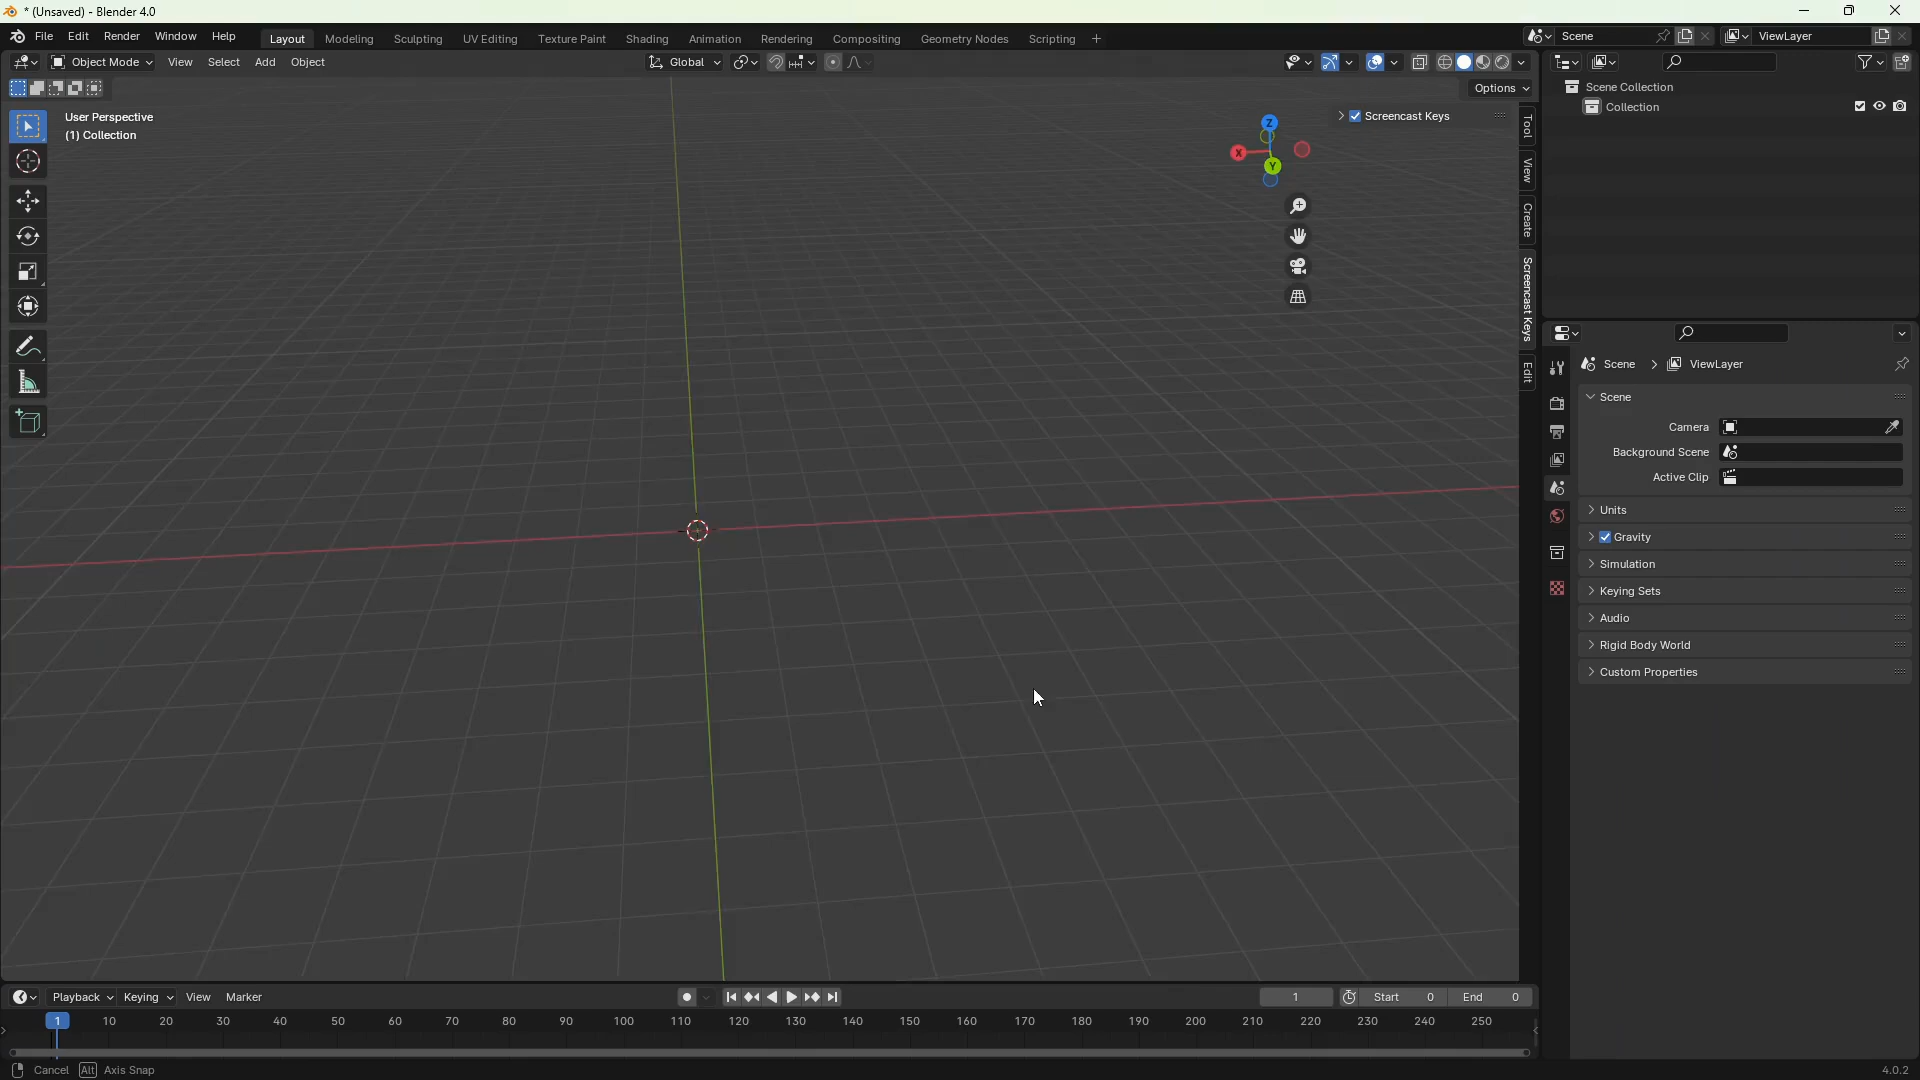 * (Unsaved) - Blender 4.0
File Edit Render Window Help Layout Modeling Sculpting UV Editing Texture Paint Shading Animation Rendering Compositing Geometry Nodes Scripting + Scene ViewLayer
Object Mode View Select Add Object Global
Options
User Perspective
(1) Collection
Screencast Keys
Z
X
Y
Tool
View
Create
Screencast Keys
Edit
Scene Collection
Collection
Scene > ViewLayer
Scene
Camera
Background Scene
Active Clip
Units
Gravity
Simulation
Keying Sets
Audio
Rigid Body World
Custom Properties
Playback Keying View Marker 1 Start 0 End 0
1 10 20 30 40 50 60 70 80 90 100 110 120 130 140 150 160 170 180 190 200 210 220 230 240 250
Cancel Alt Axis Snap 4.0.2